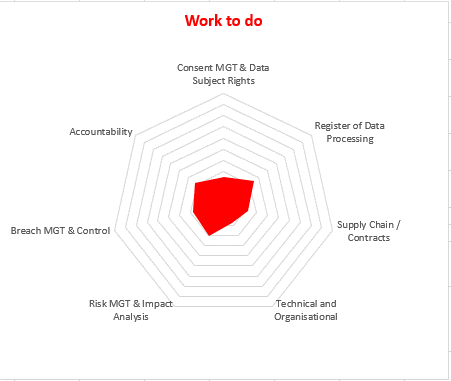 Work to do
Consent MGT & Data
Subject Rights
Accountability
Register of Data
Processing
Breach MGT & Control
Supply Chain /
Contracts
Risk MGT & Impact
Analysis
Technical and
Organisational